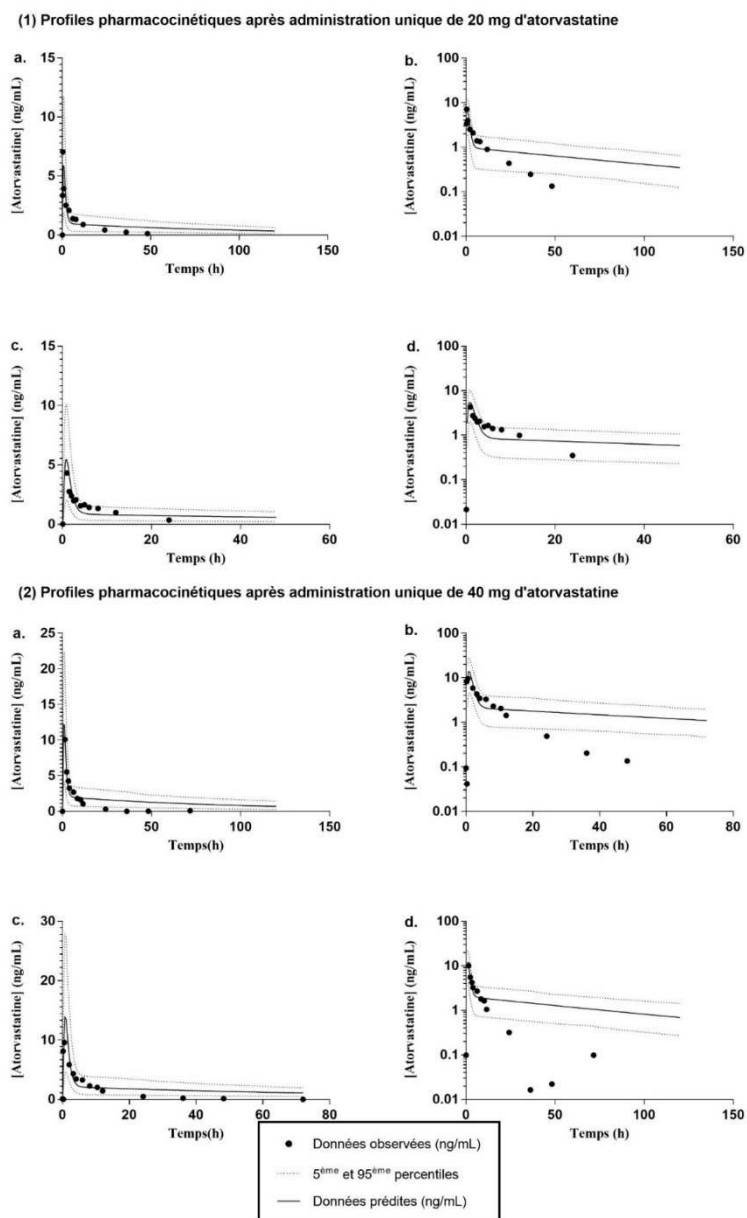 (1) Profiles pharmacocinétiques après administration unique de 20 mg d'atorvastatine
a.
[Atorvastatine] (ng/mL)
15
10
5
0
0 50 100 150
Temps (h)
b.
[Atorvastatine] (ng/mL)
100
10
1
0.1
0.01
0 50 100 150
Temps (h)
c.
[Atorvastatine] (ng/mL)
15
10
5
0
0 20 40 60
Temps (h)
d.
[Atorvastatine] (ng/mL)
100
10
1
0.1
0.01
0 20 40 60
Temps (h)
(2) Profiles pharmacocinétiques après administration unique de 40 mg d'atorvastatine
a.
[Atorvastatine] (ng/mL)
25
20
15
10
5
0
0 50 100 150
Temps(h)
b.
[Atorvastatine] (ng/mL)
100
10
1
0.1
0.01
0 20 40 60 80
Temps (h)
c.
[Atorvastatine] (ng/mL)
30
20
10
0
0 20 40 60 80
Temps(h)
d.
[Atorvastatine] (ng/mL)
100
10
1
0.1
0.01
0 50 100 150
Temps (h)
Données observées (ng/mL)
5ème et 95ème percentiles
Données prédites (ng/mL)